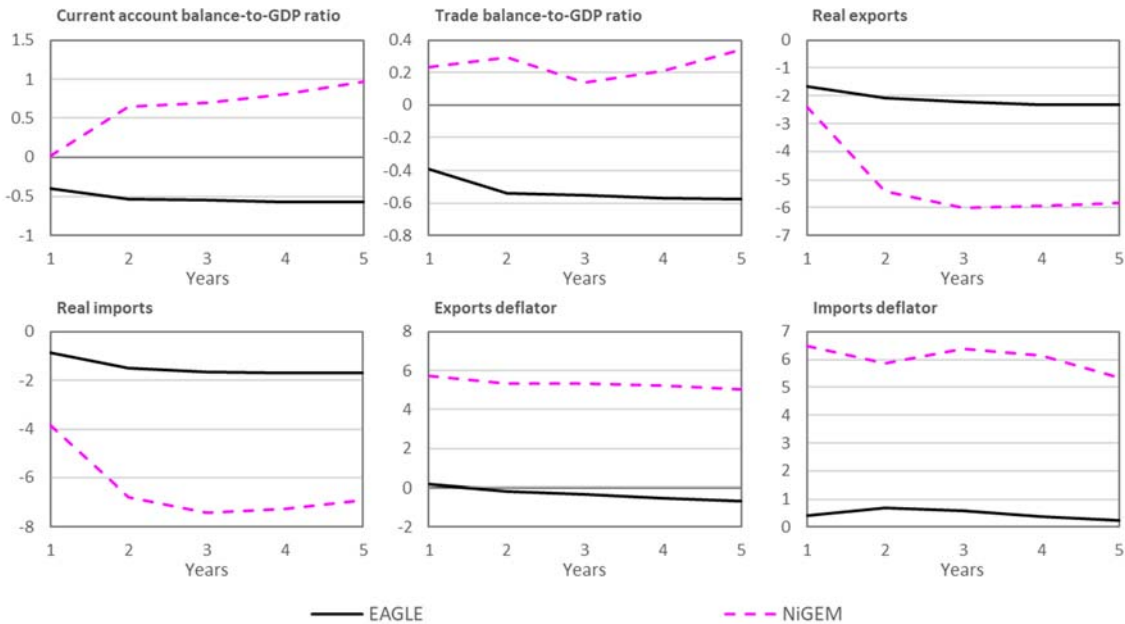 Current account balance-to-GDP ratio
1.5
1
0.5
0
-0.5
-1
1 2 3 4 5
Years
Trade balance-to-GDP ratio
0.4
0.2
0
-0.2
-0.4
-0.6
-0.8
1 2 3 4 5
Years
Real exports
0
-1
-2
-3
-4
-5
-6
-7
1 2 3 4 5
Years
Real imports
0
-2
-4
-6
-8
1 2 3 4 5
Years
Exports deflator
8
6
4
2
0
-2
1 2 3 4 5
Years
Imports deflator
7
6
5
4
3
2
1
0
1 2 3 4 5
Years
EAGLE
NiGEM